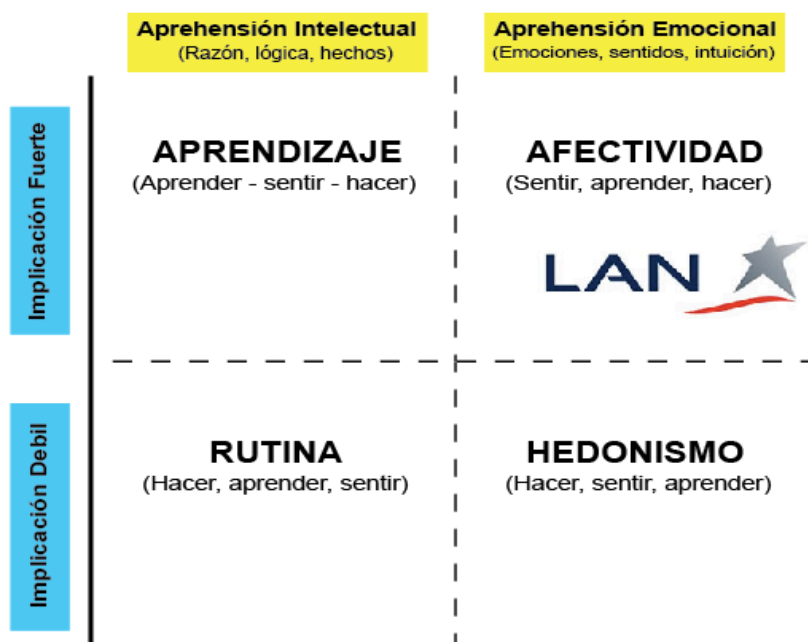 Aprehensión Intelectual
(Razón, lógica, hechos)
Aprehensión Emocional
(Emociones, sentidos, intuición)
Implicación Fuerte
APRENDIZAJE
(Aprender - sentir - hacer)
AFECTIVIDAD
(Sentir, aprender, hacer)
LAN
Implicación Debil
RUTINA
(Hacer, aprender, sentir)
HEDONISMO
(Hacer, sentir, aprender)